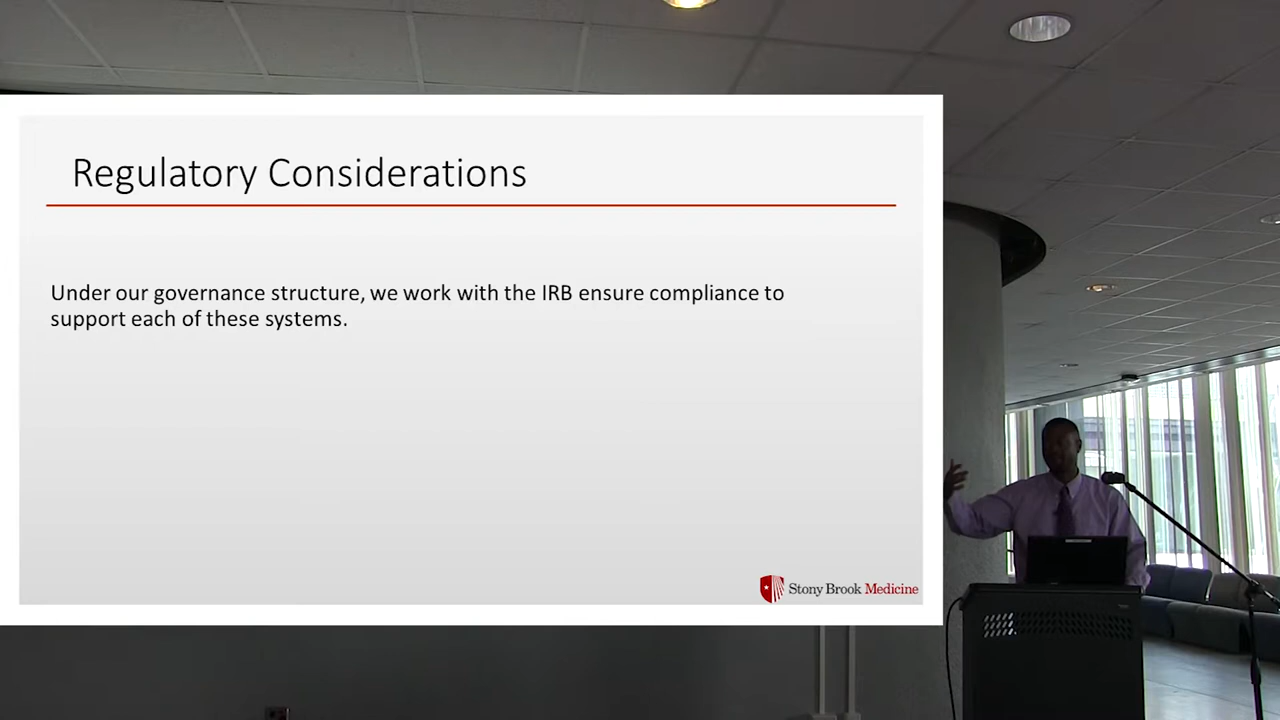 Regulatory Considerations
Under our governance structure, we work with the IRB ensure compliance to
support each of these systems.
Stony Brook Medicine